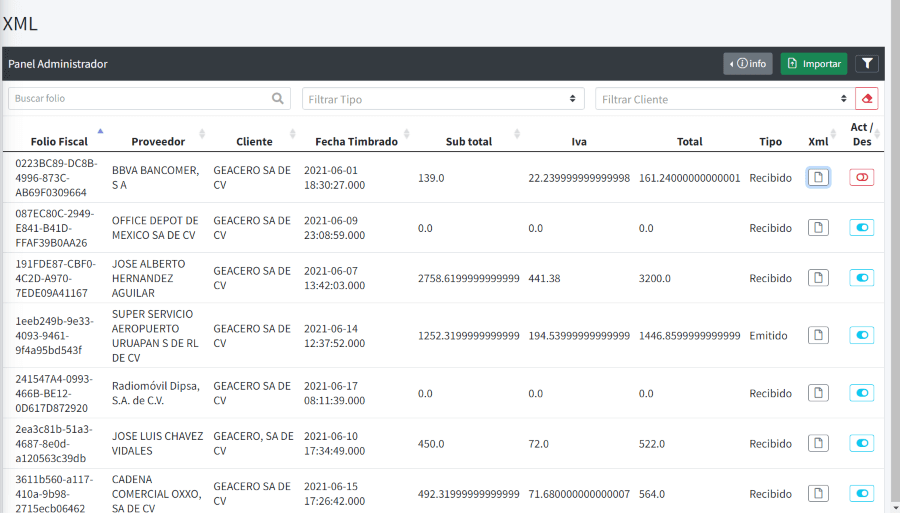 XML
Panel Administrador
info
Importar
Buscar folio
Filtrar Tipo
Filtrar Cliente
Folio Fiscal
Proveedor
Cliente
Fecha Timbrado
Sub total
Iva
Total
Tipo
Xml
Act /
Des
0223BC89-DC8B-
4996-873C-
AB69F0309664
BBVA BANCOMER,
S A
GEACERO SA DE
CV
2021-06-01
18:30:27.000
139.0
22.239999999999998
161.24000000000001
Recibido
087EC80C-2949-
E841-B41D-
FFAF39B0AA26
OFFICE DEPOT DE
MEXICO SA DE CV
GEACERO SA DE
CV
2021-06-09
23:08:59.000
0.0
0.0
0.0
Recibido
191FDE87-CBF0-
4C2D-A970-
7EDE09A41167
JOSE ALBERTO
HERNANDEZ
AGUILAR
GEACERO SA DE
CV
2021-06-07
13:42:03.000
2758.6199999999999
441.38
3200.0
Recibido
1eeb249b-9e33-
4093-9461-
9f4a95bd543f
SUPER SERVICIO
AEROPUERTO
URUAPAN S DE RL
DE CV
GEACERO SA DE
CV
2021-06-14
12:37:52.000
1252.3199999999999
194.53999999999999
1446.8599999999999
Emitido
241547A4-0993-
466B-BE12-
0D617D872920
Radiomóvil Dipsa,
S.A. de C.V.
GEACERO SA DE
CV
2021-06-17
08:11:39.000
0.0
0.0
0.0
Recibido
2ea3c81b-51a3-
4687-8e0d-
a120563c39db
JOSE LUIS CHAVEZ
VIDALES
GEACERO, SA DE
CV
2021-06-10
17:34:49.000
450.0
72.0
522.0
Recibido
3611b560-a117-
410a-9b98-
2715ecb06462
CADENA
COMERCIAL OXXO,
SA DE CV
GEACERO SA DE
CV
2021-06-15
17:26:42.000
492.31999999999999
71.680000000000007
564.0
Recibido